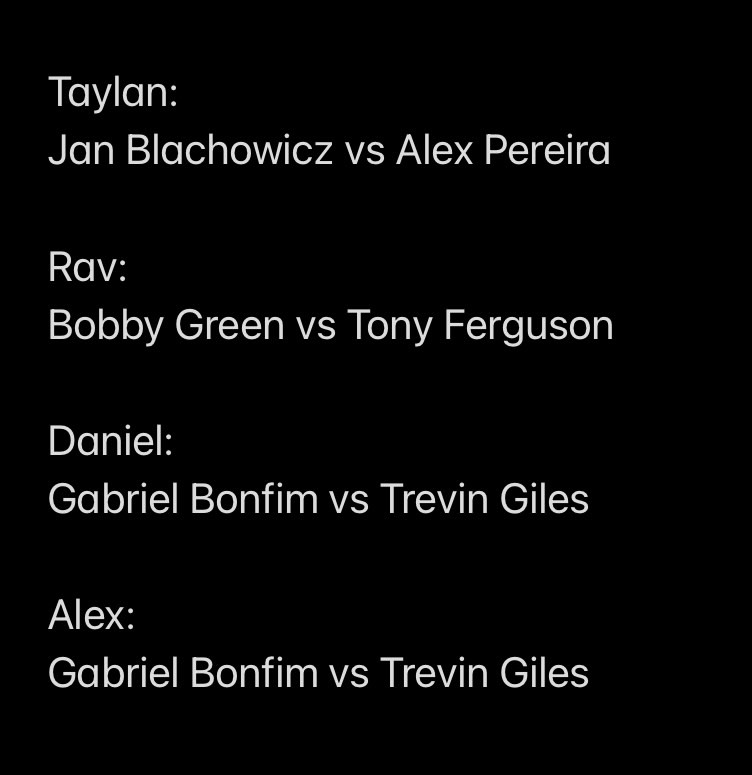 Taylan:
Jan Blachowicz vs Alex Pereira
Rav:
Bobby Green vs Tony Ferguson
Daniel:
Gabriel Bonfim vs Trevin Giles
Alex:
Gabriel Bonfim vs Trevin Giles